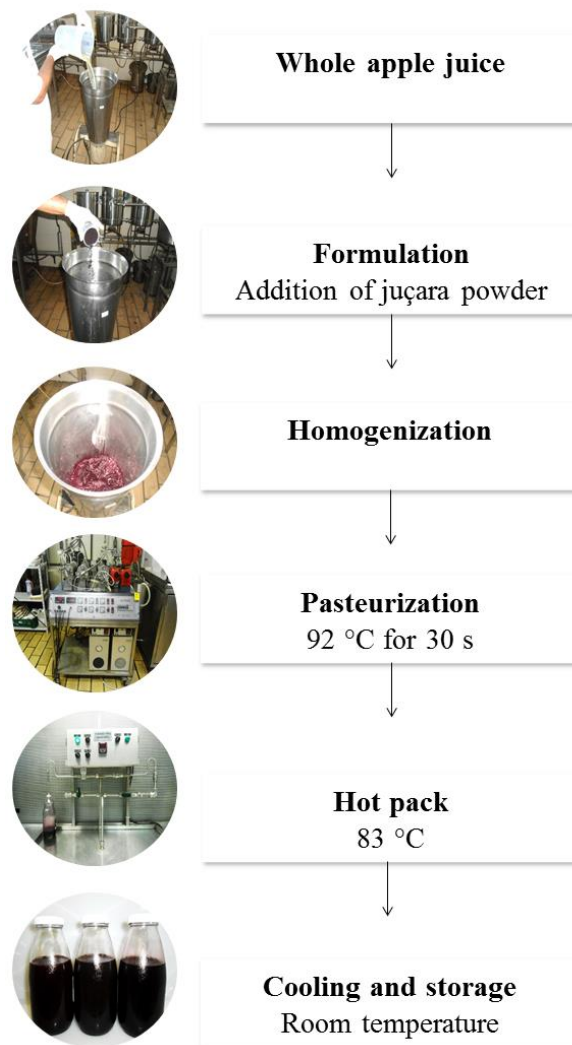 Whole apple juice
Formulation
Addition of juçara powder
Homogenization
Pasteurization
92 °C for 30 s
Hot pack
83 °C
Cooling and storage
Room temperature